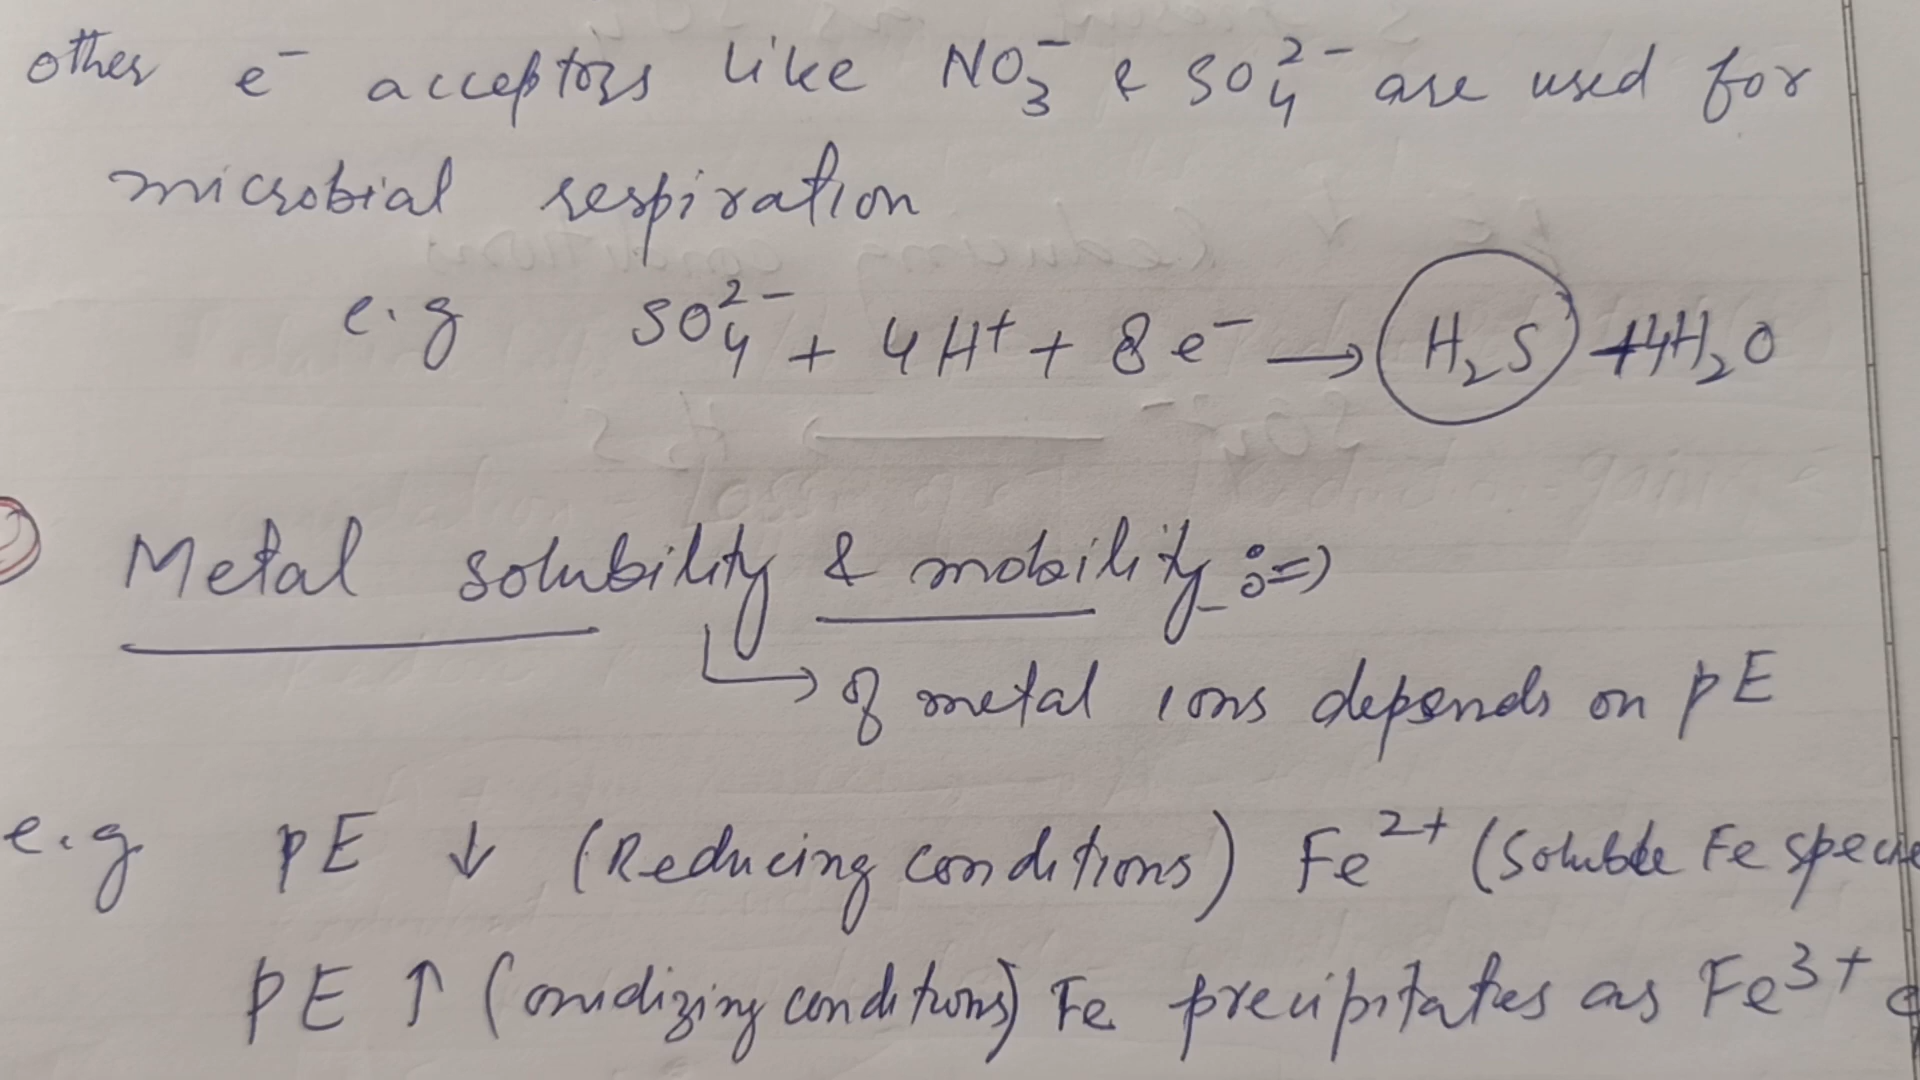 other e⁻ acceptors like NO₃⁻ & SO₄²⁻ are used for
microbial respiration
e.g SO₄²⁻ + 4H⁺ + 8e⁻ → H₂S + 4H₂O
Metal solubility & mobility :⇒
↳ of metal ions depends on pE
e.g pE ↓ (Reducing conditions) Fe²⁺ (Soluble Fe specie
pE ↑ (oxidizing conditions) Fe precipitates as Fe³⁺